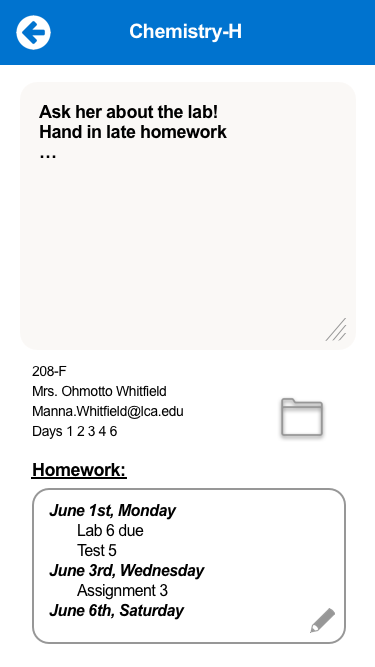 Chemistry-H
Ask her about the lab!
Hand in late homework
…
208-F
Mrs. Ohmotto Whitfield
Manna.Whitfield@lca.edu
Days 1 2 3 4 6
Homework:
June 1st, Monday
Lab 6 due
Test 5
June 3rd, Wednesday
Assignment 3
June 6th, Saturday